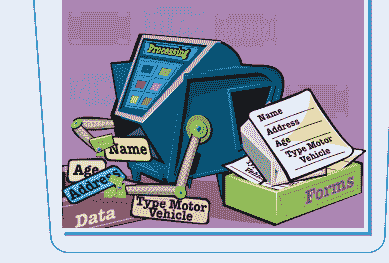 Processing
Name
Address
Age
Type Motor
Vehicle
Name
Age
Address
Type Motor
Vehicle
Forms
Data